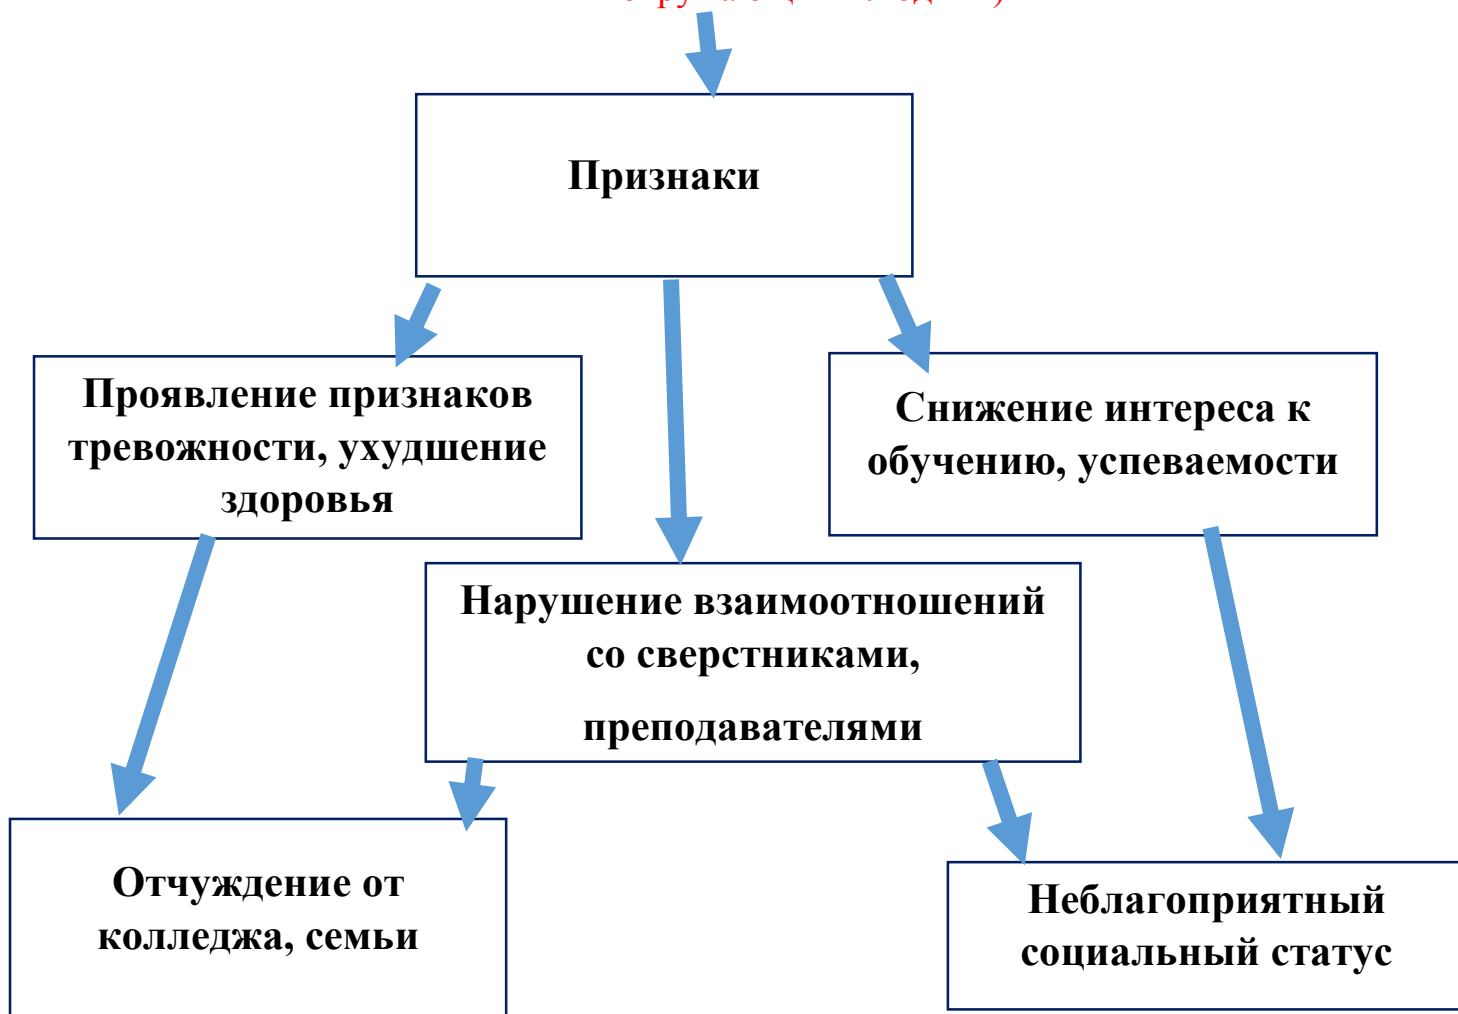 Признаки
Проявление признаков
тревожности, ухудшение
здоровья
Снижение интереса к
обучению, успеваемости
Нарушение взаимоотношений
со сверстниками,
преподавателями
Отчуждение от
колледжа, семьи
Неблагоприятный
социальный статус